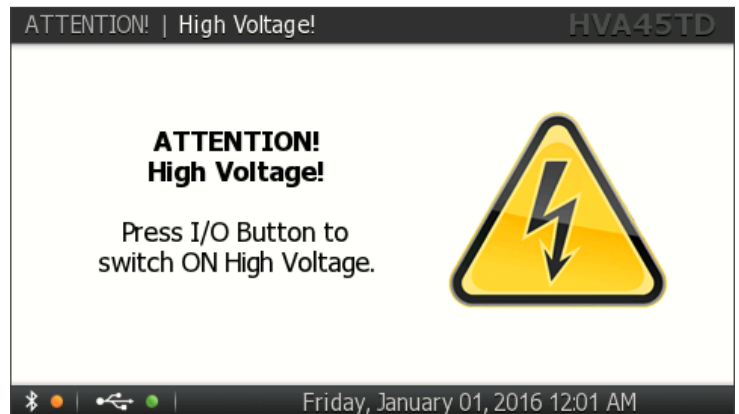 ATTENTION! | High Voltage!
HVA45TD
ATTENTION!
High Voltage!
Press I/O Button to
switch ON High Voltage.
Friday, January 01, 2016 12:01 AM